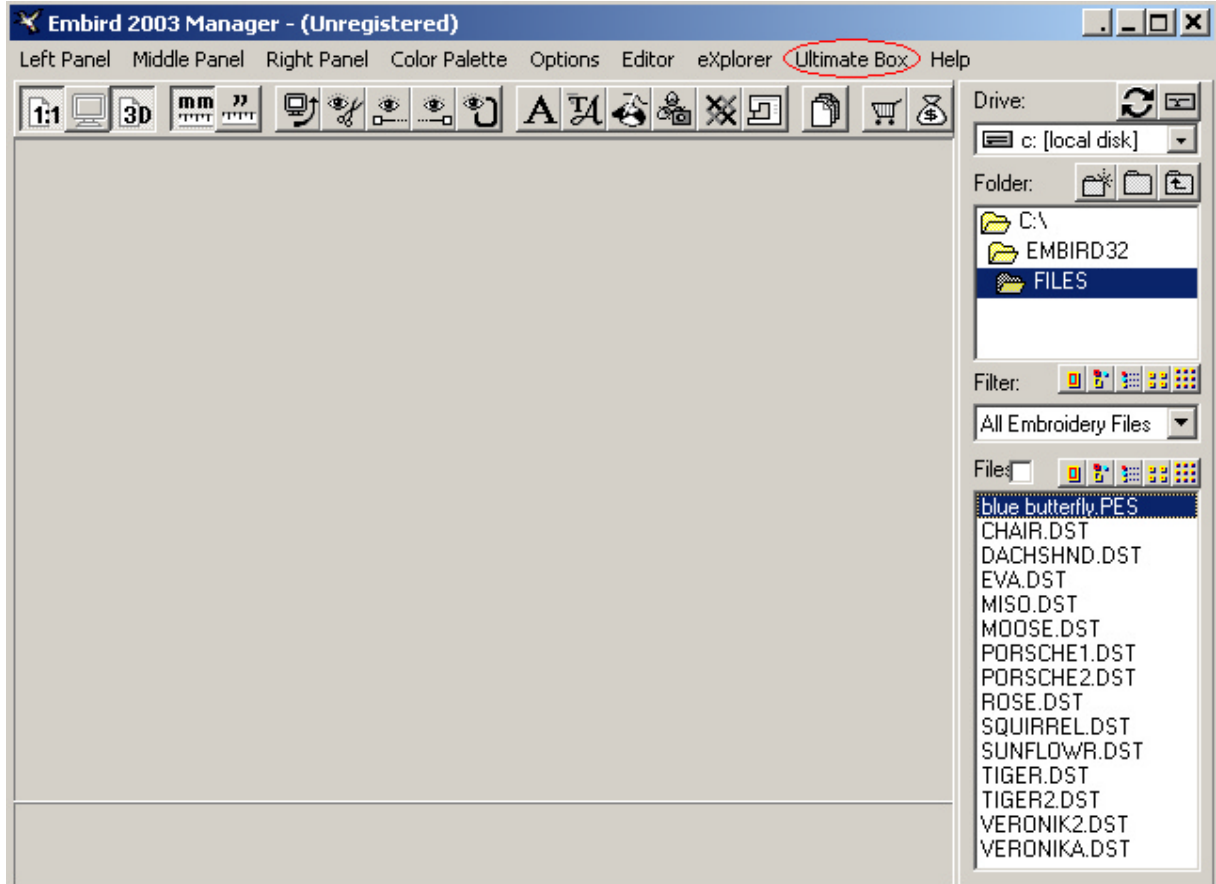 Embird 2003 Manager - (Unregistered)
Left Panel Middle Panel Right Panel Color Palette Options Editor eXplorer Ultimate Box Help
1:1 3D mm ,, A TA $
Drive:
c: [local disk]
Folder:
C:\
EMBIRD32
FILES
Filter:
All Embroidery Files
Files
blue butterfly.PES
CHAIR.DST
DACHSHND.DST
EVA.DST
MISO.DST
MOOSE.DST
PORSCHE1.DST
PORSCHE2.DST
ROSE.DST
SQUIRREL.DST
SUNFLOWR.DST
TIGER.DST
TIGER2.DST
VERONIK2.DST
VERONIKA.DST